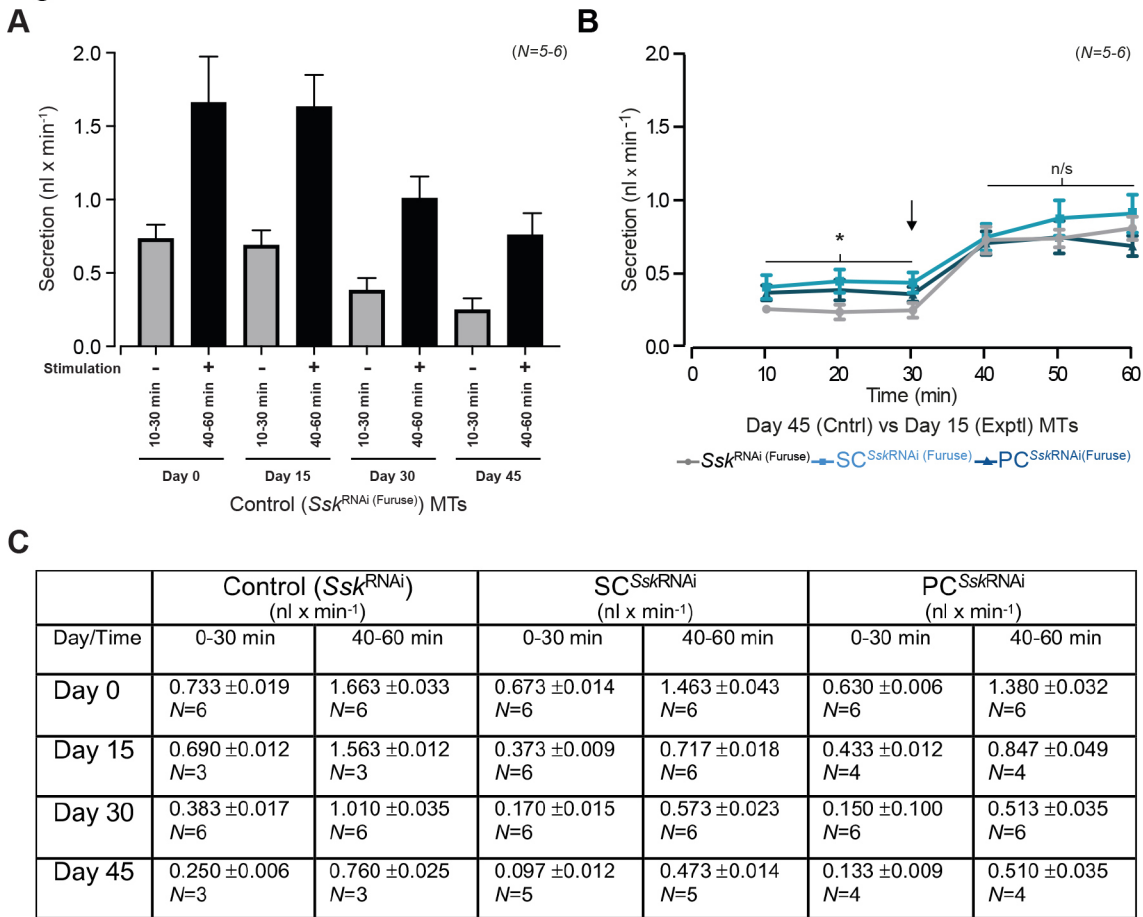 A
(N=5-6)
Secretion (nl x min⁻¹)
2.0
1.5
1.0
0.5
0.0
Stimulation - + - + - + - +
10-30 min 40-60 min 10-30 min 40-60 min 10-30 min 40-60 min 10-30 min 40-60 min
Day 0 Day 15 Day 30 Day 45
Control (Ssk^RNAi (Furuse)) MTs
B
(N=5-6)
Secretion (nl x min⁻¹)
2.0
1.5
1.0
0.5
0.0
*
n/s
0 10 20 30 40 50 60
Time (min)
Day 45 (Cntrl) vs Day 15 (Exptl) MTs
Ssk^RNAi (Furuse) SC^SskRNAi (Furuse) PC^SskRNAi(Furuse)
C
Control (Ssk^RNAi) SC^SskRNAi PC^SskRNAi
(nl x min⁻¹) (nl x min⁻¹) (nl x min⁻¹)
Day/Time 0-30 min 40-60 min 0-30 min 40-60 min 0-30 min 40-60 min
Day 0 0.733 ±0.019 1.663 ±0.033 0.673 ±0.014 1.463 ±0.043 0.630 ±0.006 1.380 ±0.032
N=6 N=6 N=6 N=6 N=6 N=6
Day 15 0.690 ±0.012 1.563 ±0.012 0.373 ±0.009 0.717 ±0.018 0.433 ±0.012 0.847 ±0.049
N=3 N=3 N=6 N=6 N=4 N=4
Day 30 0.383 ±0.017 1.010 ±0.035 0.170 ±0.015 0.573 ±0.023 0.150 ±0.100 0.513 ±0.035
N=6 N=6 N=6 N=6 N=6 N=6
Day 45 0.250 ±0.006 0.760 ±0.025 0.097 ±0.012 0.473 ±0.014 0.133 ±0.009 0.510 ±0.035
N=3 N=3 N=5 N=5 N=4 N=4